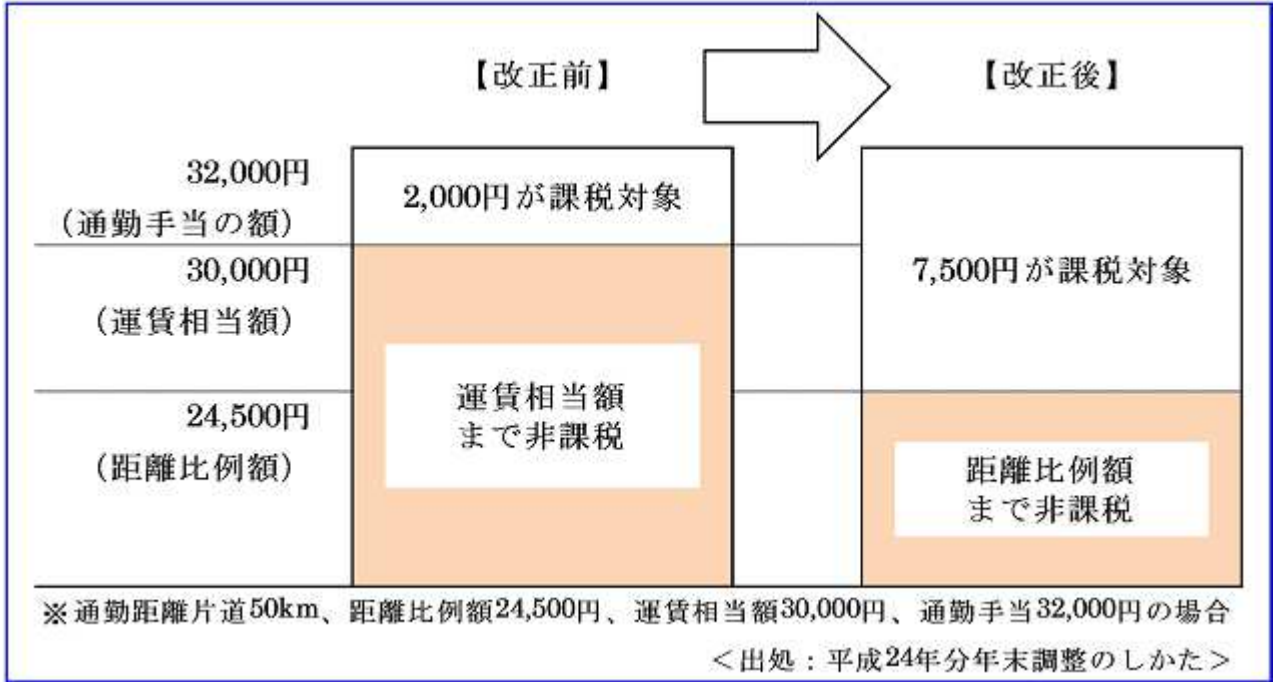 【改正前】
【改正後】
32,000円
（通勤手当の額）
2,000円が課税対象
30,000円
（運賃相当額）
7,500円が課税対象
運賃相当額
まで非課税
24,500円
（距離比例額）
距離比例額
まで非課税
※通勤距離片道50km、距離比例額24,500円、運賃相当額30,000円、通勤手当32,000円の場合
＜出処：平成24年分年末調整のしかた＞